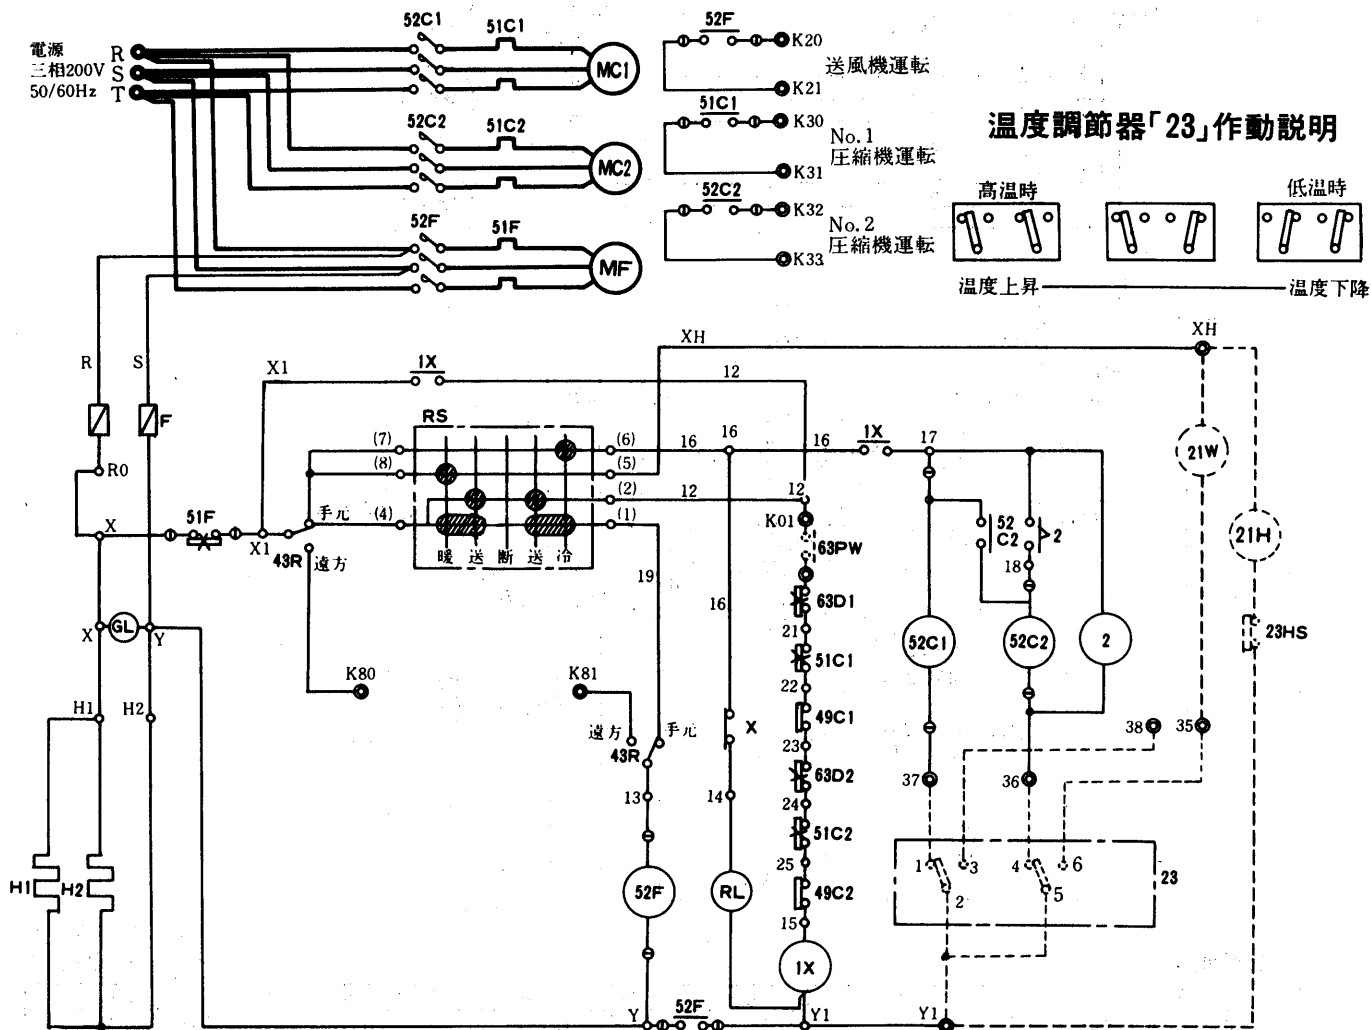 52C1
51C1
電源 R
三相200V S
50/60Hz T
MC1
52C2
51C2
MC2
52F
51F
MF
52F
K20
送風機運転
K21
51C1
K30
No.1
圧縮機運転
K31
52C2
K32
No.2
圧縮機運転
K33
温度調節器「23」作動説明
高温時
低温時
温度上昇
温度下降
R
S
F
R0
X
51F
X1
X1
1X
12
XH
XH
RS
(7)
(8)
(4)
(6)
(5)
(2)
(1)
暖 送 断 送 冷
手元
43R
遠方
K80
16
16
16
1X
17
12
12
K01
63PW
63D1
21
51C1
22
49C1
23
63D2
24
51C2
25
49C2
15
1X
19
K81
遠方
手元
43R
13
52F
16
X
14
RL
52
C2
2
18
52C1
52C2
2
21W
21H
23HS
37
36
38
35
1
3
4
6
2
5
23
X
GL
Y
H1
H2
H1
H2
Y
52F
Y1
Y1